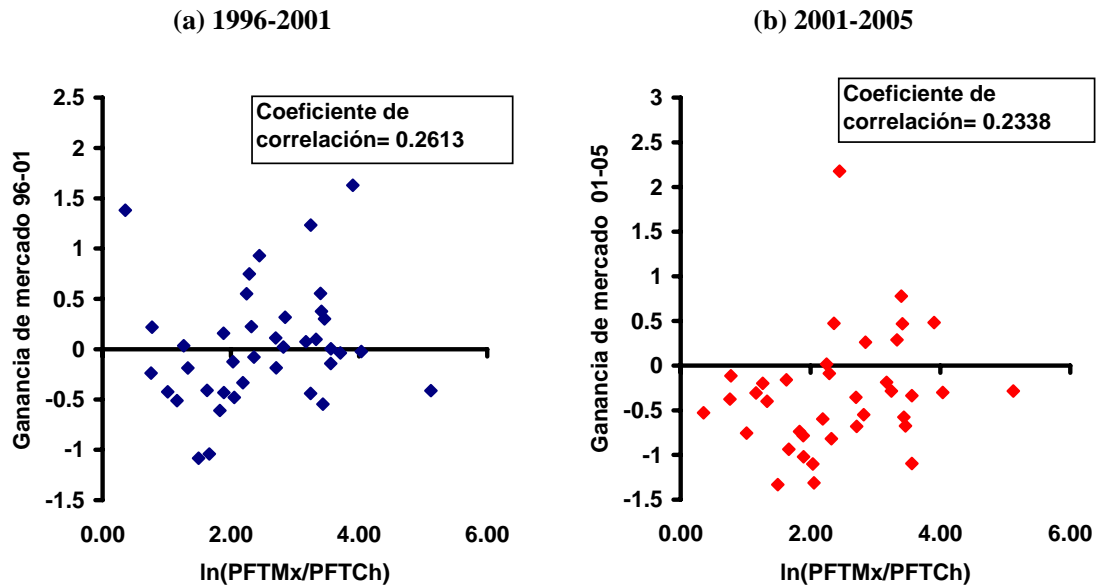 (a) 1996-2001
Coeficiente de
correlación= 0.2613
Ganancia de mercado 96-01
2.5
2
1.5
1
0.5
0
-0.5
-1
-1.5
0.00 2.00 4.00 6.00
ln(PFTMx/PFTCh)
(b) 2001-2005
Coeficiente de
correlación= 0.2338
Ganancia de mercado 01-05
3
2.5
2
1.5
1
0.5
0
-0.5
-1
-1.5
0.00 2.00 4.00 6.00
ln(PFTMx/PFTCh)